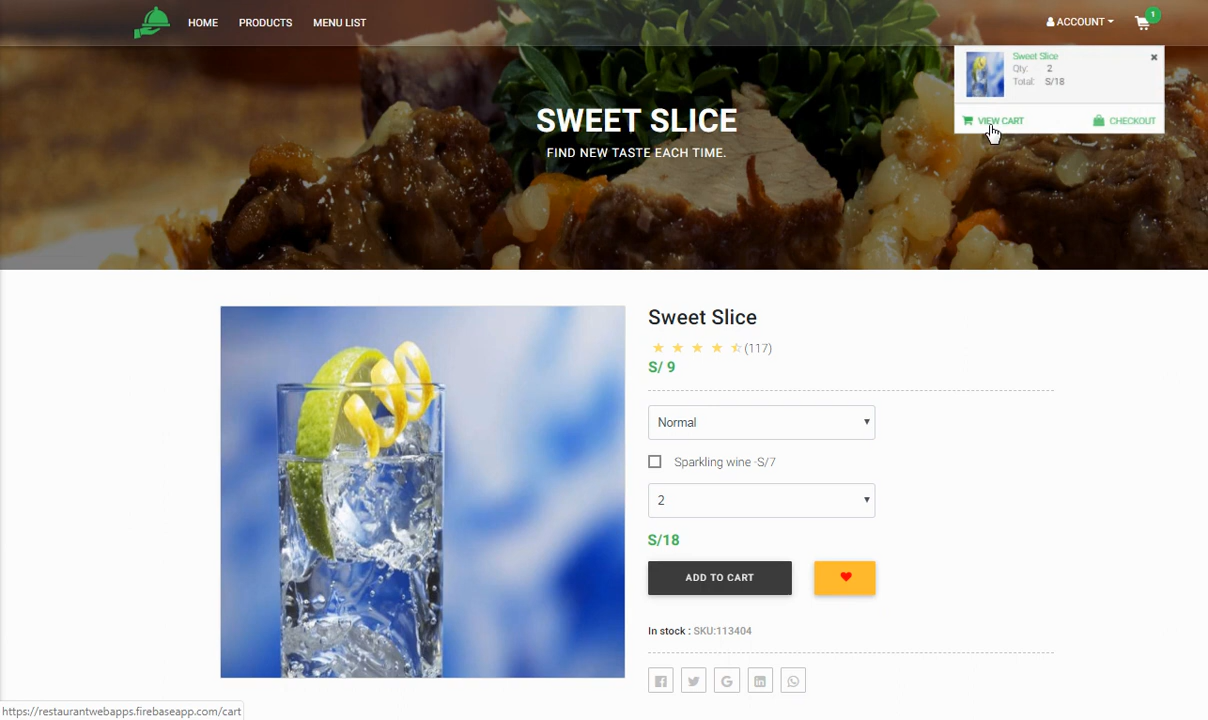 HOME PRODUCTS MENU LIST ACCOUNT 1
Sweet Slice
Qty. 2
Total: S/18
VIEW CART CHECKOUT
SWEET SLICE
FIND NEW TASTE EACH TIME.
Sweet Slice
(117)
S/ 9
Normal
Sparkling wine -S/7
2
S/18
ADD TO CART
In stock : SKU:113404
https://restaurantwebapps.firebaseapp.com/cart